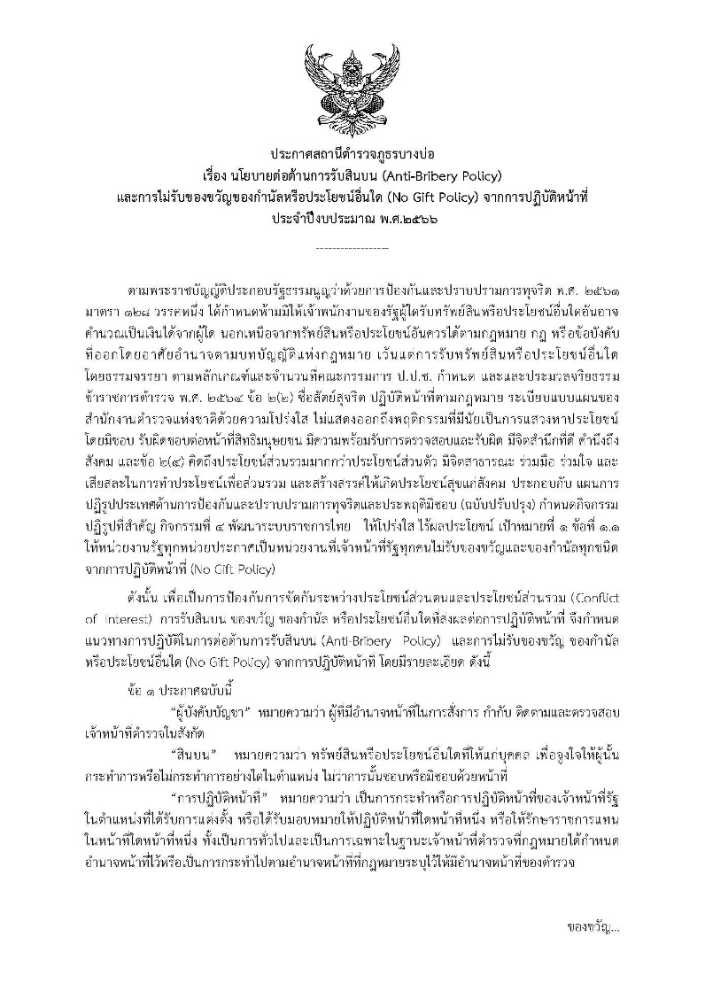 ประกาศสถานีตำรวจภูธรบางบ่อ
เรื่อง นโยบายต่อต้านการรับสินบน (Anti-Bribery Policy)
และการไม่รับของขวัญของกำนัลหรือประโยชน์อื่นใด (No Gift Policy) จากการปฏิบัติหน้าที่
ประจำปีงบประมาณ พ.ศ.๒๕๖๖
------------------
ตามพระราชบัญญัติประกอบรัฐธรรมนูญว่าด้วยการป้องกันและปราบปรามการทุจริต พ.ศ. ๒๕๖๑
มาตรา ๑๒๘ วรรคหนึ่ง ได้กำหนดห้ามมิให้เจ้าพนักงานของรัฐผู้ใดรับทรัพย์สินหรือประโยชน์อื่นใดอันอาจ
คำนวณเป็นเงินได้จากผู้ใด นอกเหนือจากทรัพย์สินหรือประโยชน์อันควรได้ตามกฎหมาย กฎ หรือข้อบังคับ
ที่ออกโดยอาศัยอำนาจตามบทบัญญัติแห่งกฎหมาย เว้นแต่การรับทรัพย์สินหรือประโยชน์อื่นใด
โดยธรรมจรรยา ตามหลักเกณฑ์และจำนวนที่คณะกรรมการ ป.ป.ช. กำหนด และและประมวลจริยธรรม
ข้าราชการตำรวจ พ.ศ. ๒๕๖๔ ข้อ ๒(๒) ซื่อสัตย์สุจริต ปฏิบัติหน้าที่ตามกฎหมาย ระเบียบแบบแผนของ
สำนักงานตำรวจแห่งชาติด้วยความโปร่งใส ไม่แสดงออกถึงพฤติกรรมที่มีนัยเป็นการแสวงหาประโยชน์
โดยมิชอบ รับผิดชอบต่อหน้าที่สิทธิมนุษยชน มีความพร้อมรับการตรวจสอบและรับผิด มีจิตสำนึกที่ดี คำนึงถึง
สังคม และข้อ ๒(๔) คิดถึงประโยชน์ส่วนรวมมากกว่าประโยชน์ส่วนตัว มีจิตสาธารณะ ร่วมมือ ร่วมใจ และ
เสียสละในการทำประโยชน์เพื่อส่วนรวม และสร้างสรรค์ให้เกิดประโยชน์สุขแก่สังคม ประกอบกับ แผนการ
ปฏิรูปประเทศด้านการป้องกันและปราบปรามการทุจริตและประพฤติมิชอบ (ฉบับปรับปรุง) กำหนดกิจกรรม
ปฏิรูปที่สำคัญ กิจกรรมที่ ๔ พัฒนาระบบราชการไทย ให้โปร่งใส ไร้ผลประโยชน์ เป้าหมายที่ ๑ ข้อที่ ๑.๑
ให้หน่วยงานรัฐทุกหน่วยประกาศเป็นหน่วยงานที่เจ้าหน้าที่รัฐทุกคนไม่รับของขวัญและของกำนัลทุกชนิด
จากการปฏิบัติหน้าที่ (No Gift Policy)
ดังนั้น เพื่อเป็นการป้องกันการขัดกันระหว่างประโยชน์ส่วนตนและประโยชน์ส่วนรวม (Conflict
of Interest) การรับสินบน ของขวัญ ของกำนัล หรือประโยชน์อื่นใดที่ส่งผลต่อการปฏิบัติหน้าที่ จึงกำหนด
แนวทางการปฏิบัติในการต่อต้านการรับสินบน (Anti-Bribery Policy) และการไม่รับของขวัญ ของกำนัล
หรือประโยชน์อื่นใด (No Gift Policy) จากการปฏิบัติหน้าที่ โดยมีรายละเอียด ดังนี้
ข้อ ๑ ประกาศฉบับนี้
“ผู้บังคับบัญชา” หมายความว่า ผู้ที่มีอำนาจหน้าที่ในการสั่งการ กำกับ ติดตามและตรวจสอบ
เจ้าหน้าที่ตำรวจในสังกัด
“สินบน” หมายความว่า ทรัพย์สินหรือประโยชน์อื่นใดที่ให้แก่บุคคล เพื่อจูงใจให้ผู้นั้น
กระทำการหรือไม่กระทำการอย่างใดในตำแหน่ง ไม่ว่าการนั้นชอบหรือมิชอบด้วยหน้าที่
“การปฏิบัติหน้าที่” หมายความว่า เป็นการกระทำหรือการปฏิบัติหน้าที่ของเจ้าหน้าที่รัฐ
ในตำแหน่งที่ได้รับการแต่งตั้ง หรือได้รับมอบหมายให้ปฏิบัติหน้าที่ใดหน้าที่หนึ่ง หรือให้รักษาราชการแทน
ในหน้าที่ใดหน้าที่หนึ่ง ทั้งเป็นการทั่วไปและเป็นการเฉพาะในฐานะเจ้าหน้าที่ตำรวจที่กฎหมายได้กำหนด
อำนาจหน้าที่ไว้หรือเป็นการกระทำไปตามอำนาจหน้าที่ที่กฎหมายระบุไว้ให้มีอำนาจหน้าที่ของตำรวจ
ของขวัญ...